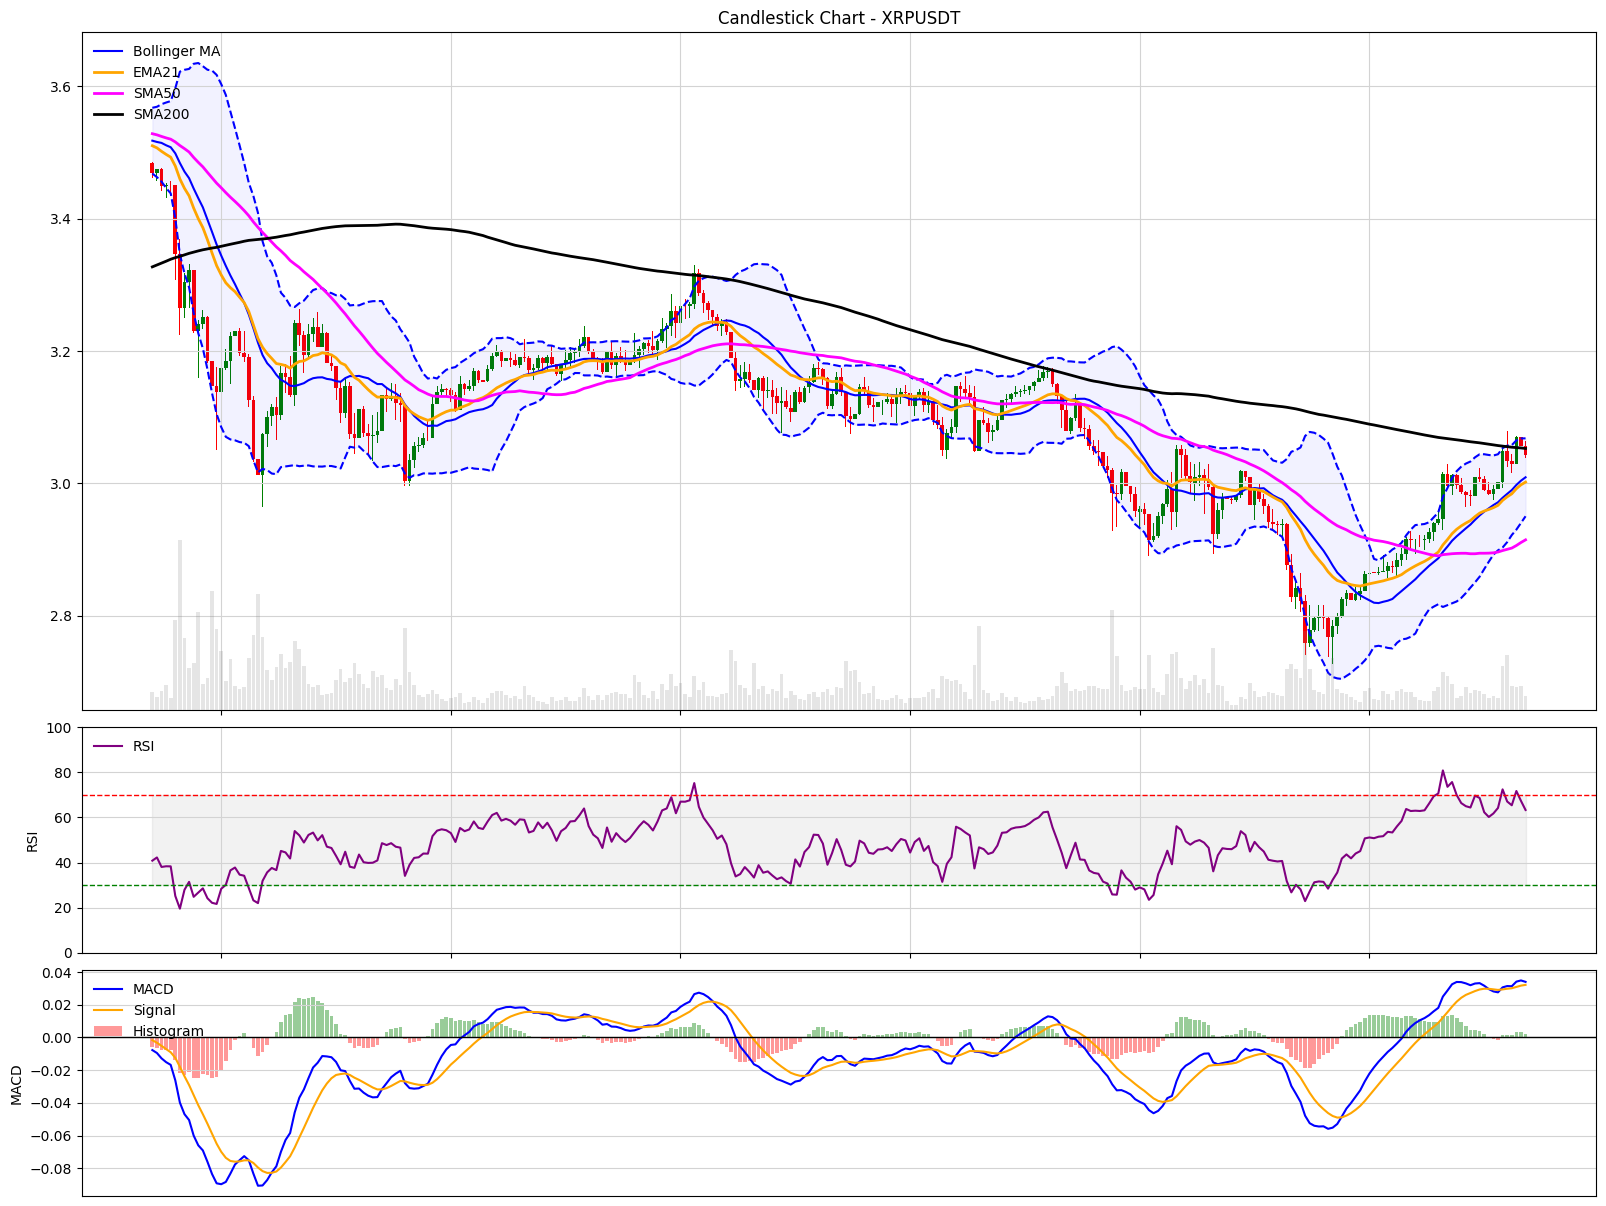 Candlestick Chart - XRPUSDT
Bollinger MA
EMA21
SMA50
SMA200
3.6
3.4
3.2
3.0
2.8
RSI
100
80
60
40
20
0
RSI
MACD
Signal
Histogram
0.04
0.02
0.00
−0.02
−0.04
−0.06
−0.08
MACD